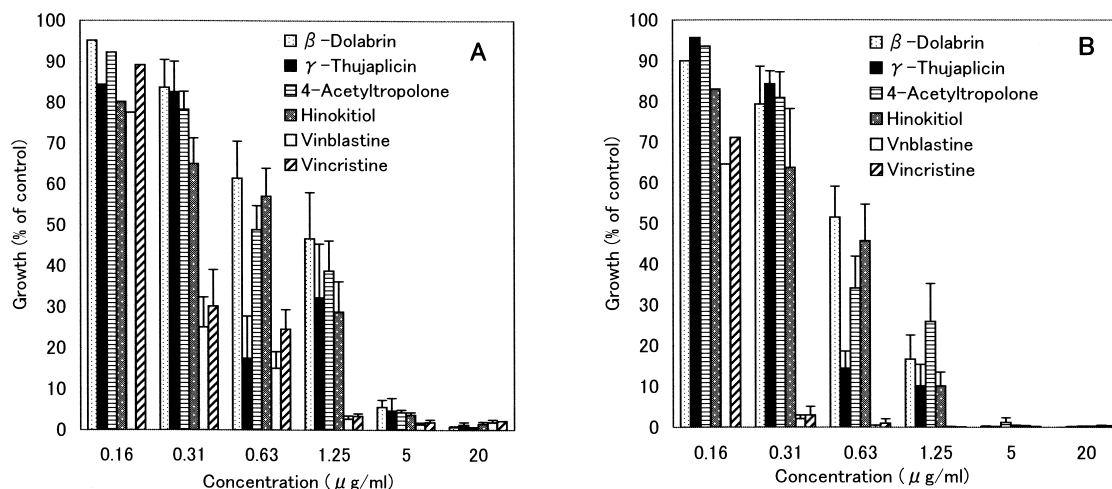 100
90
80
70
60
50
40
30
20
10
0
Growth (% of control)
A
β-Dolabrin
γ-Thujaplicin
4-Acetyltropolone
Hinokitiol
Vinblastine
Vincristine
0.16 0.31 0.63 1.25 5 20
Concentration (μg/ml)
100
90
80
70
60
50
40
30
20
10
0
Growth (% of control)
B
β-Dolabrin
γ-Thujaplicin
4-Acetyltropolone
Hinokitiol
Vnblastine
Vincristine
0.16 0.31 0.63 1.25 5 20
Concentration (μg/ml)